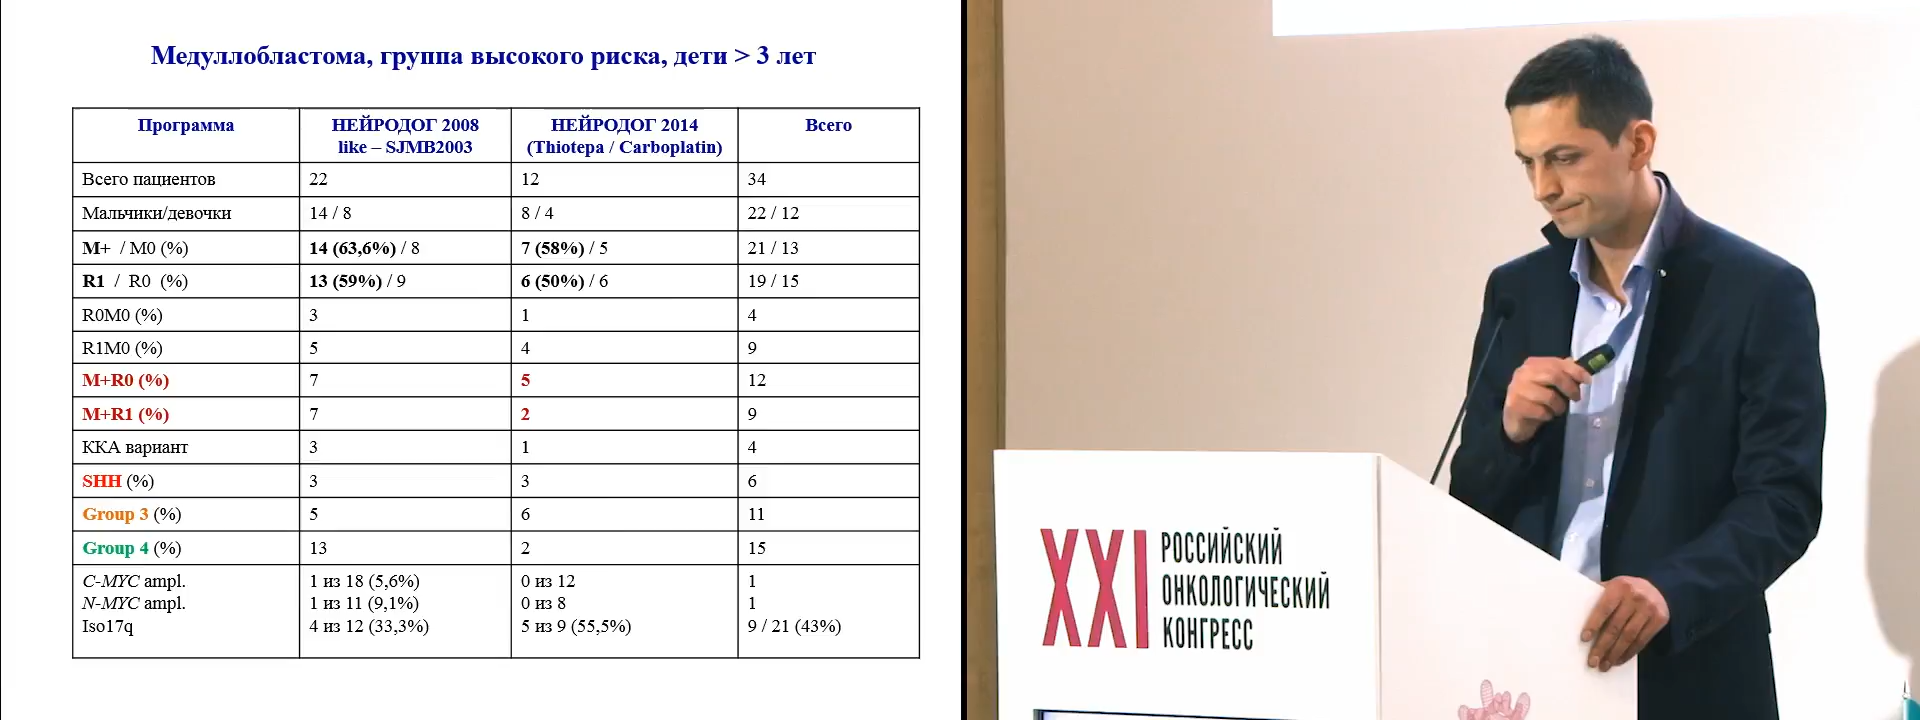 Медуллобластома, группа высокого риска, дети > 3 лет
Программа
НЕЙРОДОГ 2008
like – SJMB2003
НЕЙРОДОГ 2014
(Thiotepa / Carboplatin)
Всего
Всего пациентов 22 12 34
Мальчики/девочки 14 / 8 8 / 4 22 / 12
М+ / М0 (%) 14 (63,6%) / 8 7 (58%) / 5 21 / 13
R1 / R0 (%) 13 (59%) / 9 6 (50%) / 6 19 / 15
R0M0 (%) 3 1 4
R1M0 (%) 5 4 9
M+R0 (%) 7 5 12
M+R1 (%) 7 2 9
ККА вариант 3 1 4
SHH (%) 3 3 6
Group 3 (%) 5 6 11
Group 4 (%) 13 2 15
C-MYC ampl. 1 из 18 (5,6%) 0 из 12 1
N-MYC ampl. 1 из 11 (9,1%) 0 из 8 1
Iso17q 4 из 12 (33,3%) 5 из 9 (55,5%) 9 / 21 (43%)
XXI
РОССИЙСКИЙ
ОНКОЛОГИЧЕСКИЙ
КОНГРЕСС